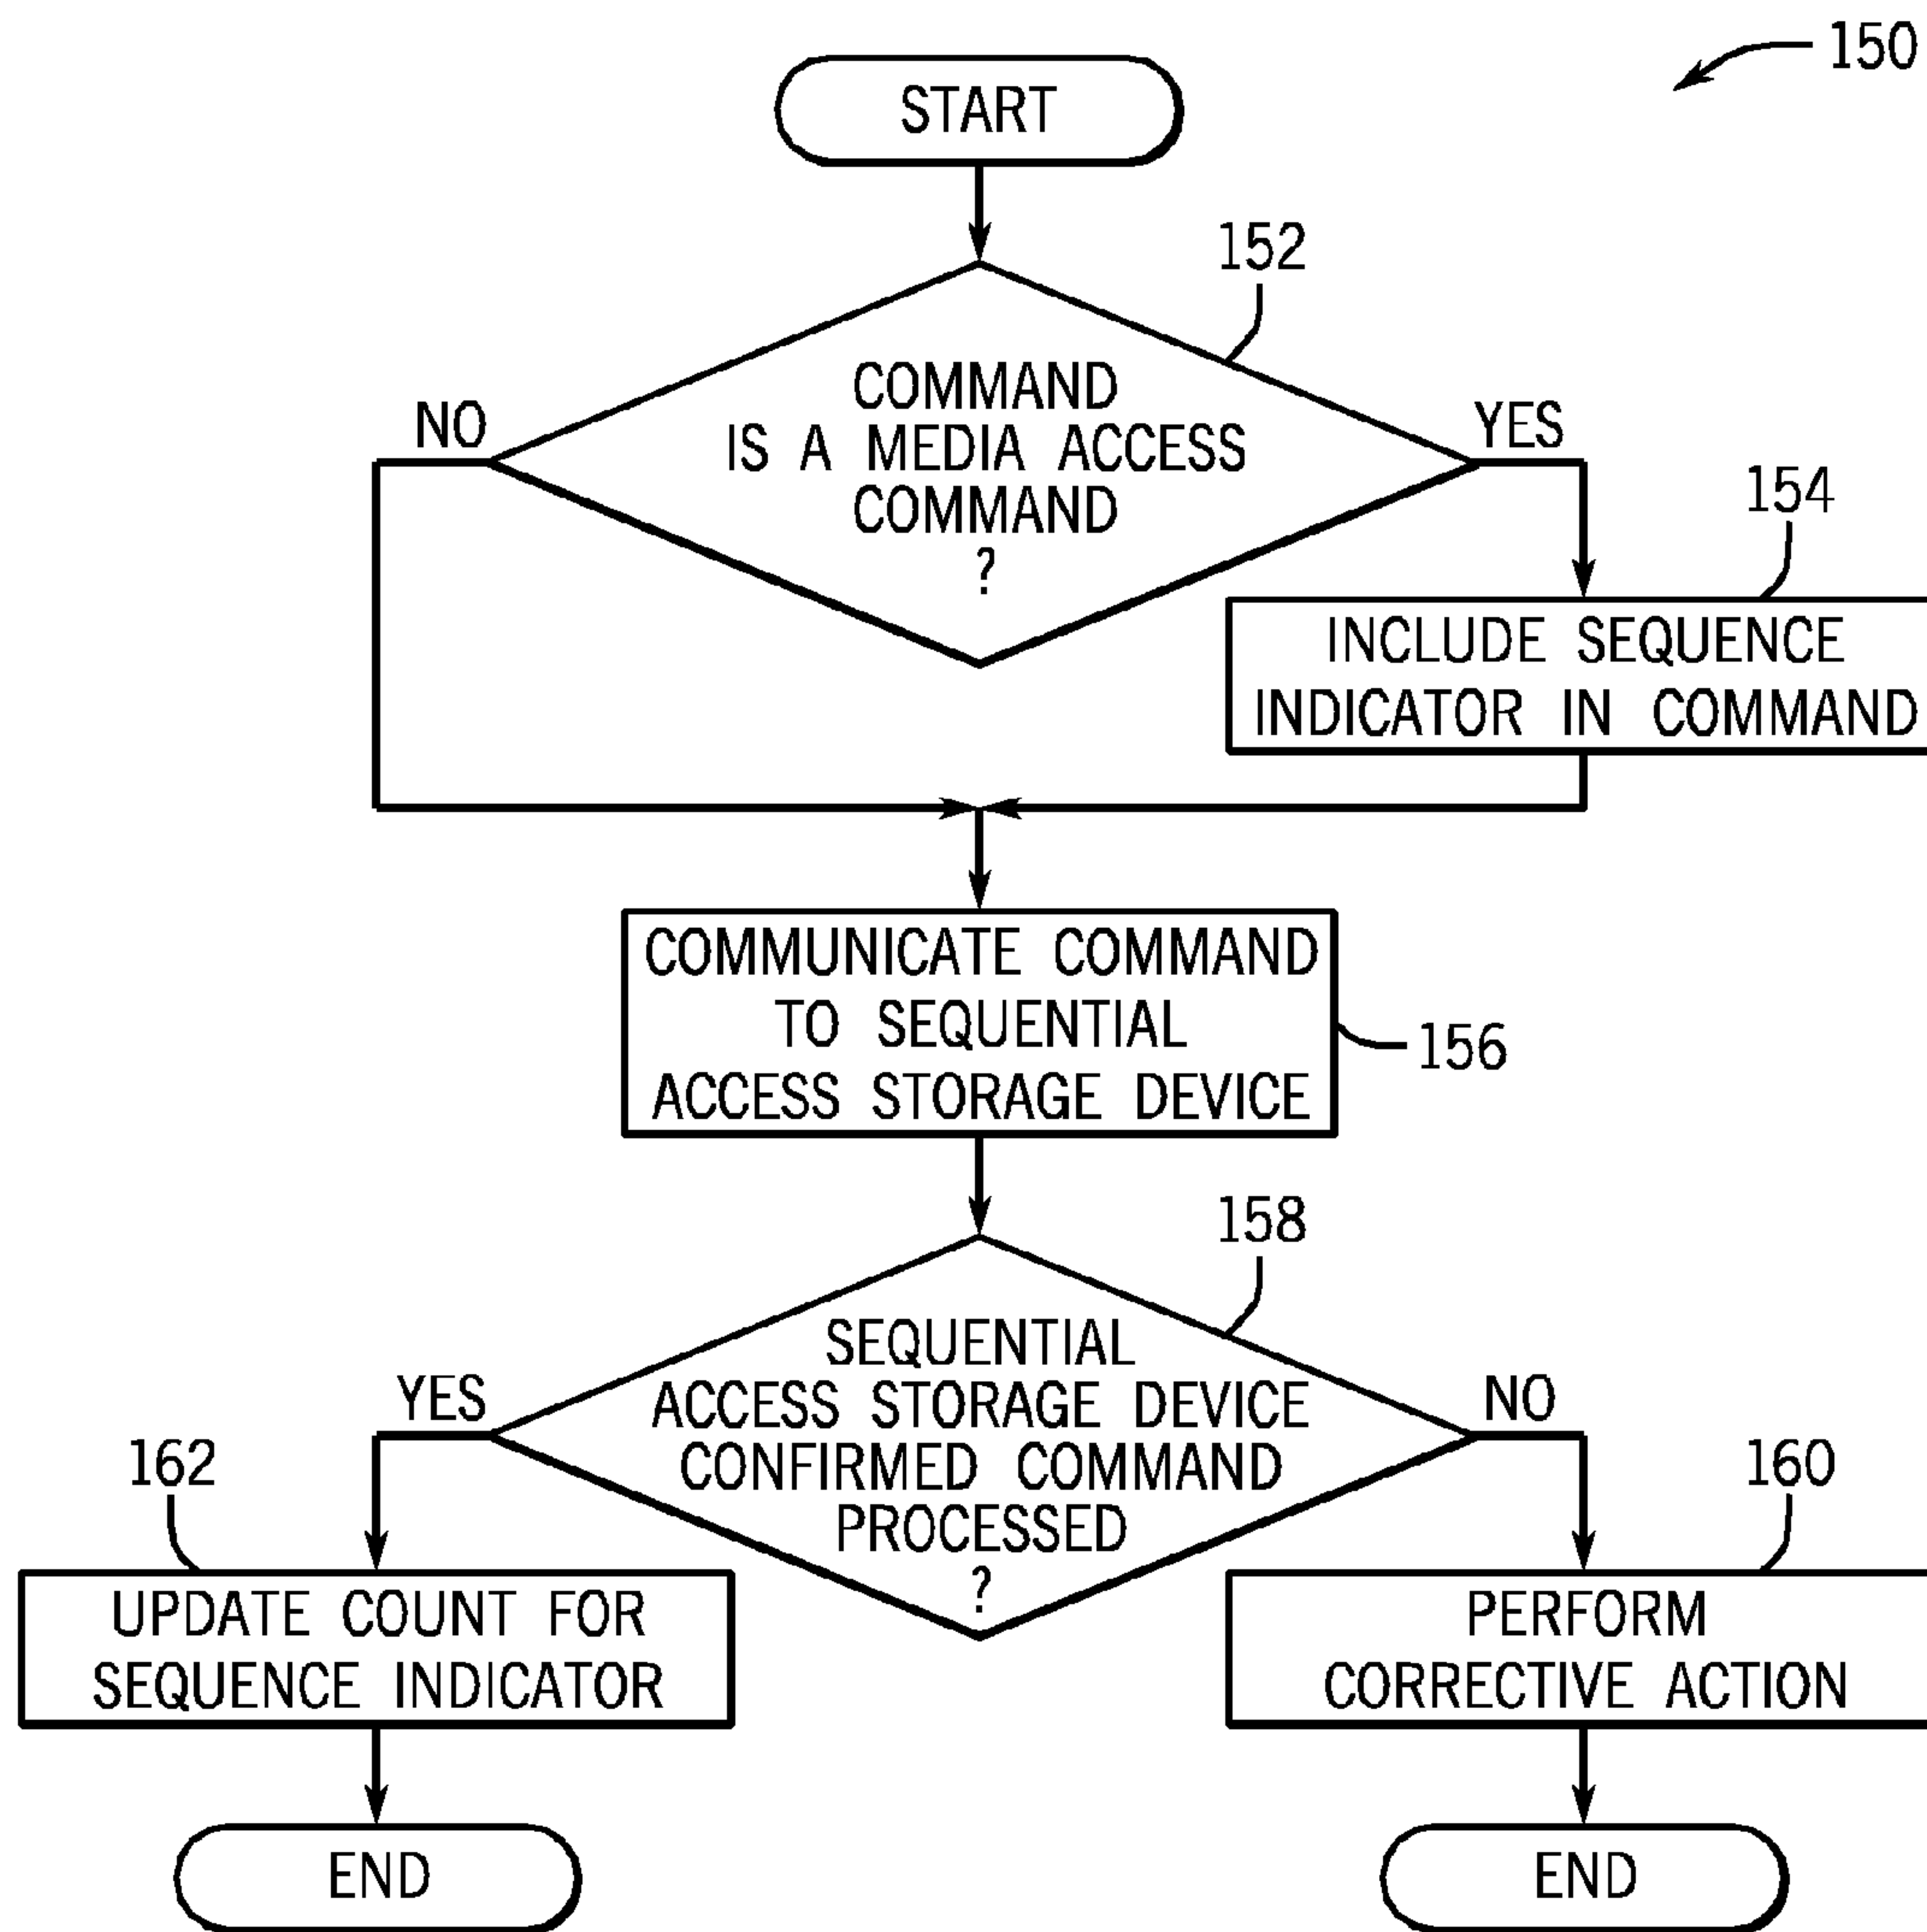 150
START
152
COMMAND
IS A MEDIA ACCESS
COMMAND
?
NO
YES
154
INCLUDE SEQUENCE
INDICATOR IN COMMAND
COMMUNICATE COMMAND
TO SEQUENTIAL
ACCESS STORAGE DEVICE
156
158
SEQUENTIAL
ACCESS STORAGE DEVICE
CONFIRMED COMMAND
PROCESSED
?
YES
NO
162
160
UPDATE COUNT FOR
SEQUENCE INDICATOR
PERFORM
CORRECTIVE ACTION
END
END